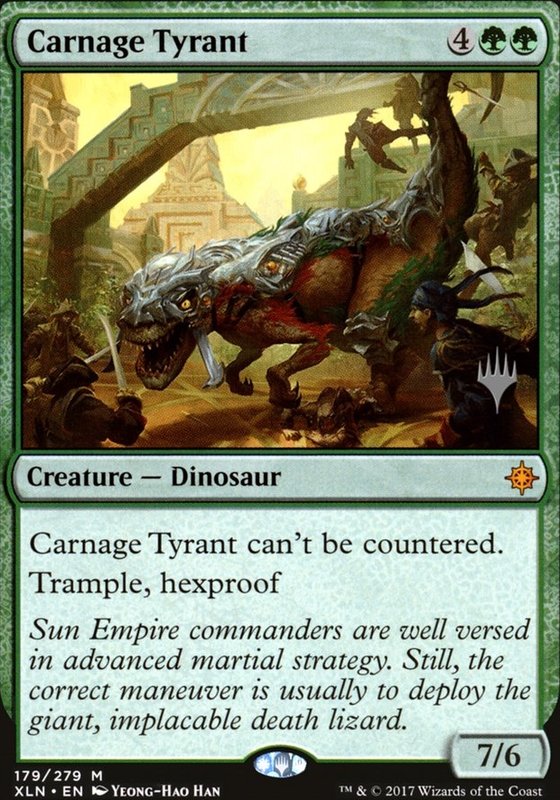 Carnage Tyrant 4
Creature — Dinosaur
Carnage Tyrant can't be countered.
Trample, hexproof
Sun Empire commanders are well versed
in advanced martial strategy. Still, the
correct maneuver is usually to deploy the
giant, implacable death lizard.
7/6
179/279 M
XLN • EN Yeong-Hao Han
™ & © 2017 Wizards of the Coast